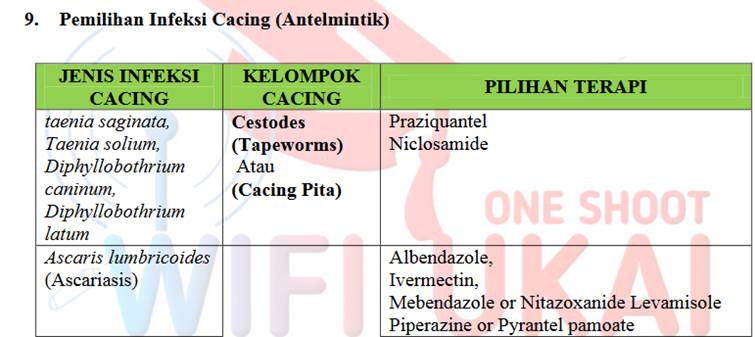 9. Pemilihan Infeksi Cacing (Antelmintik)
JENIS INFEKSI
CACING
KELOMPOK
CACING
PILIHAN TERAPI
taenia saginata,
Taenia solium,
Diphyllobothrium
caninum,
Diphyllobothrium
latum
Cestodes
(Tapeworms)
Atau
(Cacing Pita)
Praziquantel
Niclosamide
Ascaris lumbricoides
(Ascariasis)
Albendazole,
Ivermectin,
Mebendazole or Nitazoxanide Levamisole
Piperazine or Pyrantel pamoate
ONE SHOOT
WIFI UKAI